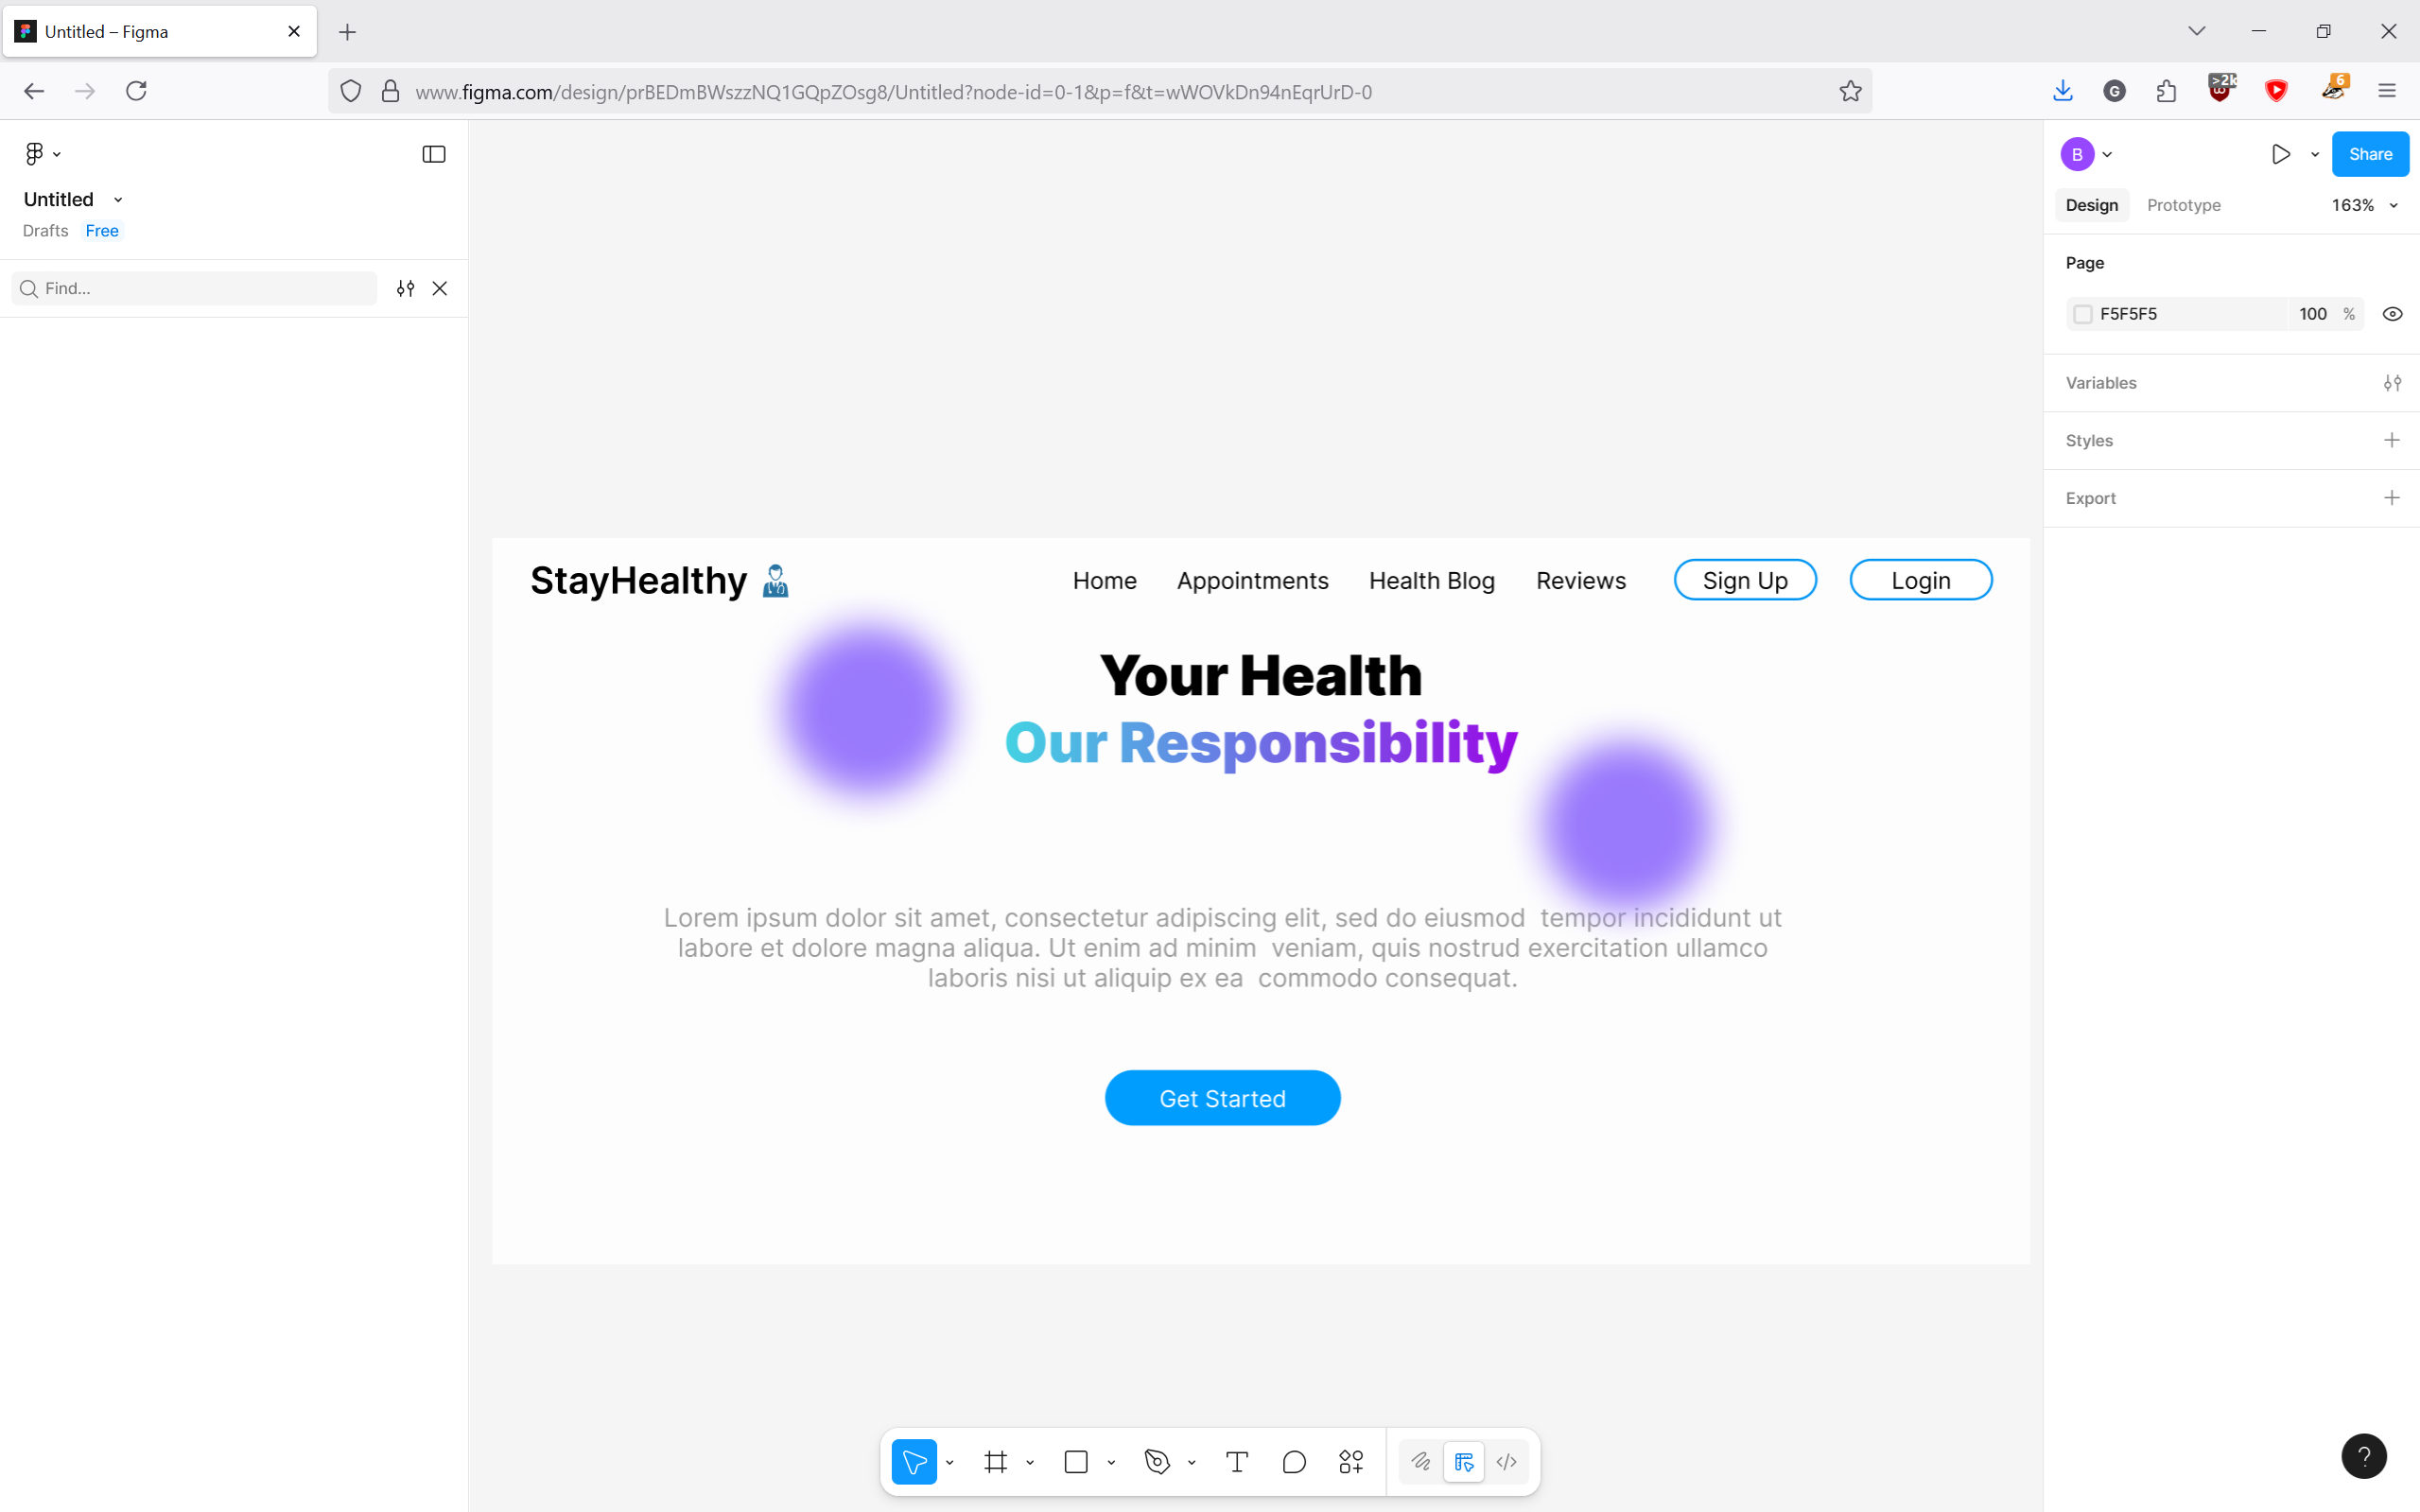 Untitled – Figma
www.figma.com/design/prBEDmBWszzNQ1GQpZOsg8/Untitled?node-id=0-1&p=f&t=wWOVkDn94nEqrUrD-0
G
>2k
6
Untitled
Drafts Free
Find...
B
Share
Design Prototype 163%
Page
F5F5F5 100 %
Variables
Styles
Export
StayHealthy
Home Appointments Health Blog Reviews Sign Up Login
Your Health
Our Responsibility
Lorem ipsum dolor sit amet, consectetur adipiscing elit, sed do eiusmod  tempor incididunt ut
labore et dolore magna aliqua. Ut enim ad minim  veniam, quis nostrud exercitation ullamco
laboris nisi ut aliquip ex ea  commodo consequat.
Get Started
?